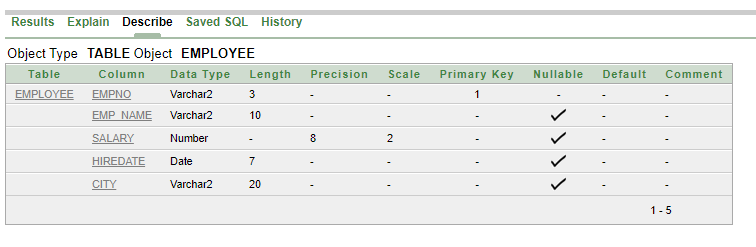 Results Explain Describe Saved SQL History
Object Type TABLE Object EMPLOYEE
Table Column Data Type Length Precision Scale Primary Key Nullable Default Comment
EMPLOYEE EMPNO Varchar2 3 - - 1 - - -
EMP_NAME Varchar2 10 - - - ✓ - -
SALARY Number - 8 2 - ✓ - -
HIREDATE Date 7 - - - ✓ - -
CITY Varchar2 20 - - - ✓ - -
1 - 5